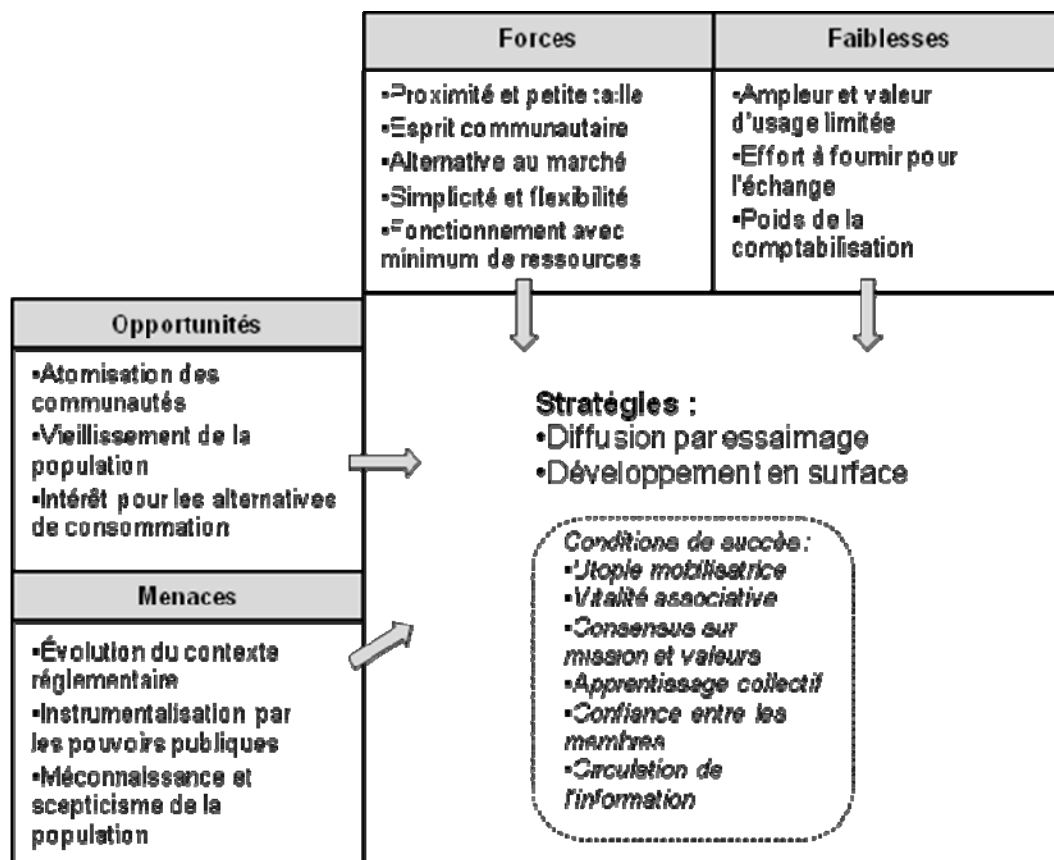 Forces
•Proximité et petite taille
•Esprit communautaire
•Alternative au marché
•Simplicité et flexibilité
•Fonctionnement avec
minimum de ressources
Faiblesses
•Ampleur et valeur
d'usage limitée
•Effort à fournir pour
l'échange
•Poids de la
comptabilisation
Opportunités
•Atomisation des
communautés
•Vieillissement de la
population
•Intérêt pour les alternatives
de consommation
Menaces
•Évolution du contexte
réglementaire
•Instrumentalisation par
les pouvoirs publiques
•Méconnaissance et
scepticisme de la
population
Stratégies :
•Diffusion par essaimage
•Développement en surface
Conditions de succès :
•Utopie mobilisatrice
•Vitalité associative
•Consensus sur
mission et valeurs
•Apprentissage collectif
•Confiance entre les
membres
•Circulation de
l'information